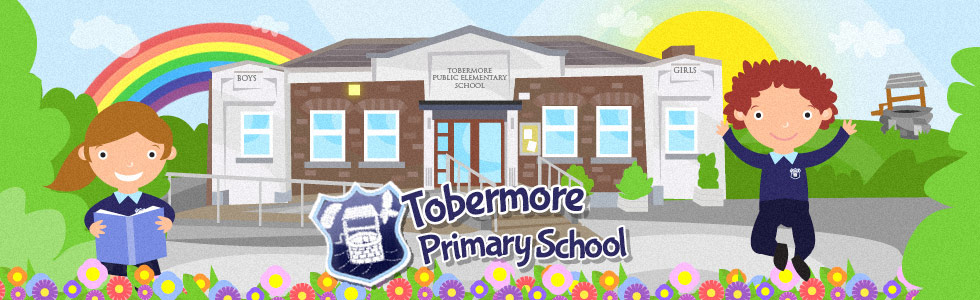 BOYS
TOBERMORE
PUBLIC ELEMENTARY
SCHOOL
GIRLS
Tobermore
Primary School